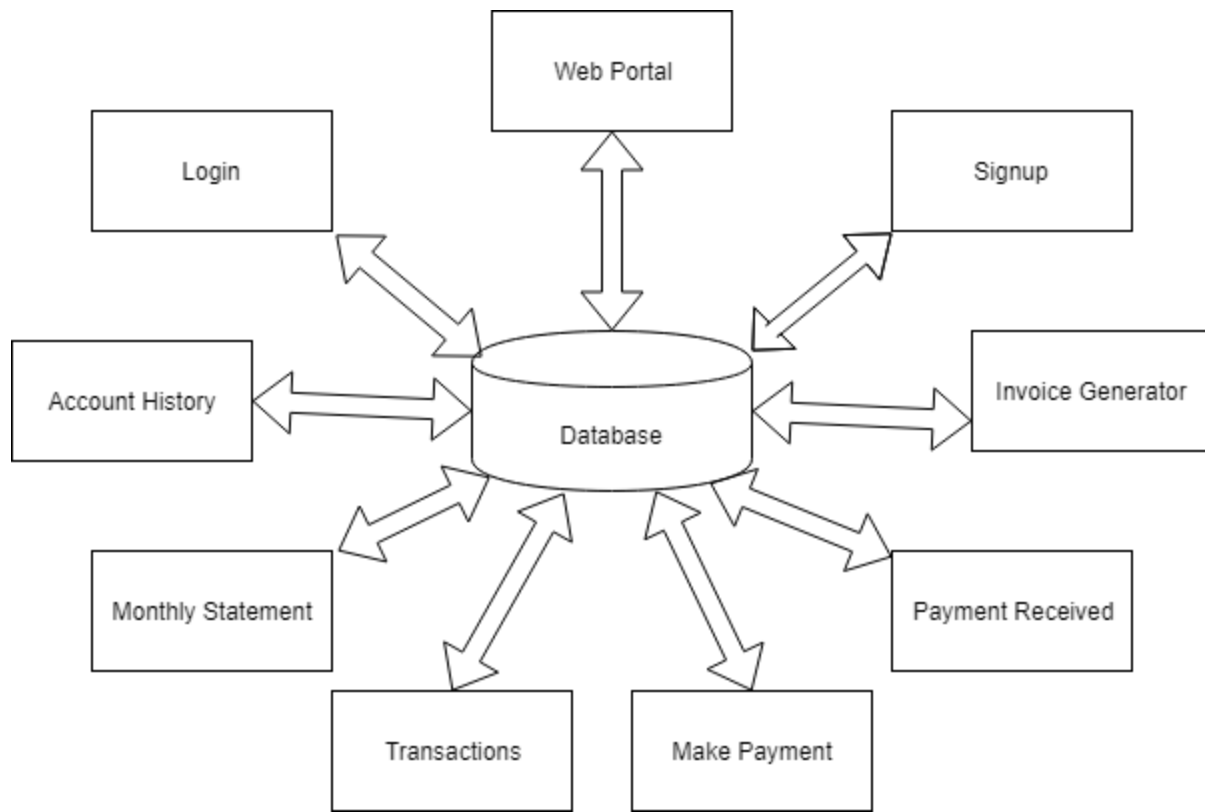 Web Portal
Login
Signup
Account History
Invoice Generator
Database
Monthly Statement
Payment Received
Transactions
Make Payment